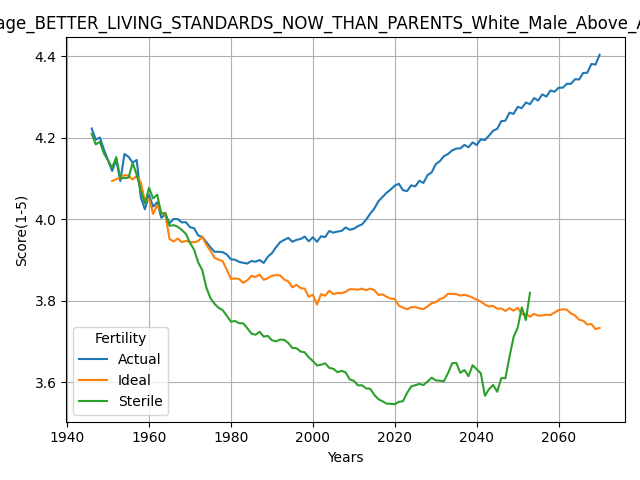 age_BETTER_LIVING_STANDARDS_NOW_THAN_PARENTS_White_Male_Above_A
4.4
4.2
4.0
3.8
3.6
Score(1-5)
Fertility
Actual
Ideal
Sterile
1940
1960
1980
2000
2020
2040
2060
Years